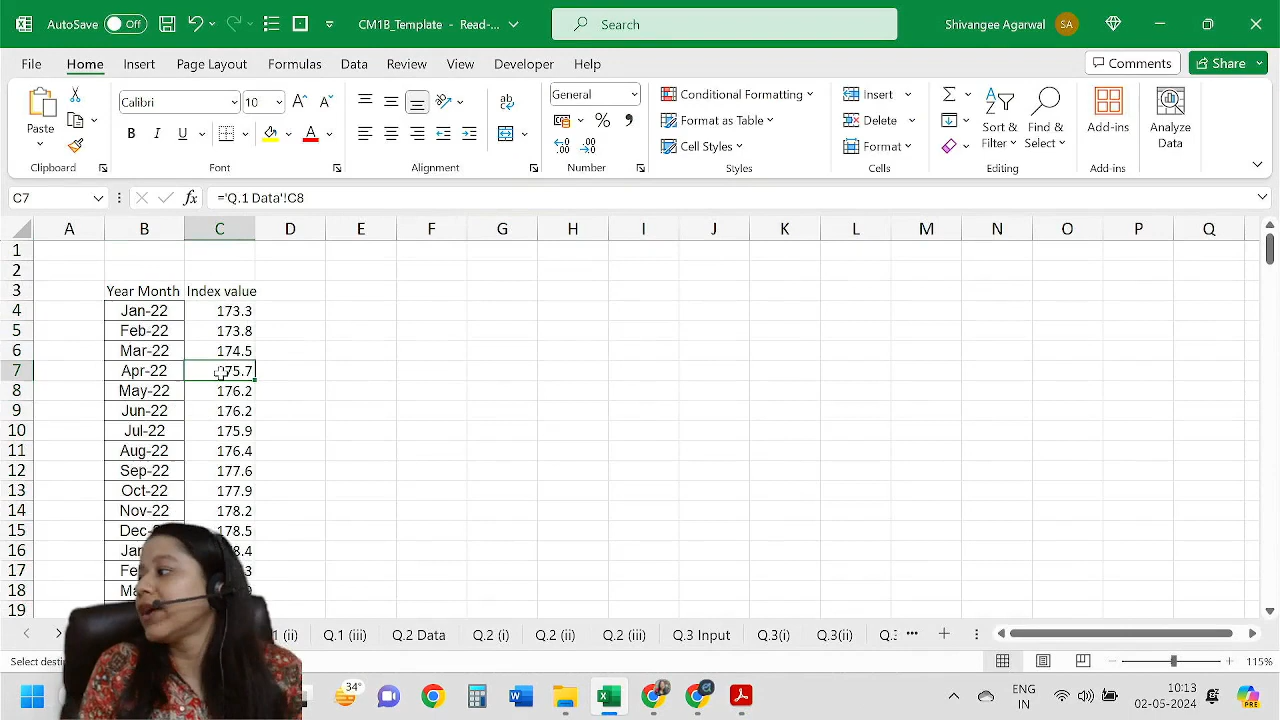 AutoSave Off CM1B_Template - Read-... Search Shivangee Agarwal SA
File Home Insert Page Layout Formulas Data Review View Developer Help Comments Share
Paste Calibri 10 General Conditional Formatting Insert
B I U A Format as Table Delete Sort & Find & Add-ins Analyze
Cell Styles Format Filter Select Data
Clipboard Font Alignment Number Styles Cells Editing Add-ins
C7 fx ='Q.1 Data'!C8
A B C D E F G H I J K L M N O P Q
1
2
3 Year Month Index value
4 Jan-22 173.3
5 Feb-22 173.8
6 Mar-22 174.5
7 Apr-22 75.7
8 May-22 176.2
9 Jun-22 176.2
10 Jul-22 175.9
11 Aug-22 176.4
12 Sep-22 177.6
13 Oct-22 177.9
14 Nov-22 178.2
15 Dec- 178.5
16 8.4
17
18
19
(ii) Q.1 (iii) Q.2 Data Q.2 (i) Q.2 (ii) Q.2 (iii) Q.3 Input Q.3(i) Q.3(ii) Q.:
Select desti 115%
34° ENG 10:13
IN 02-05-2024 PRE